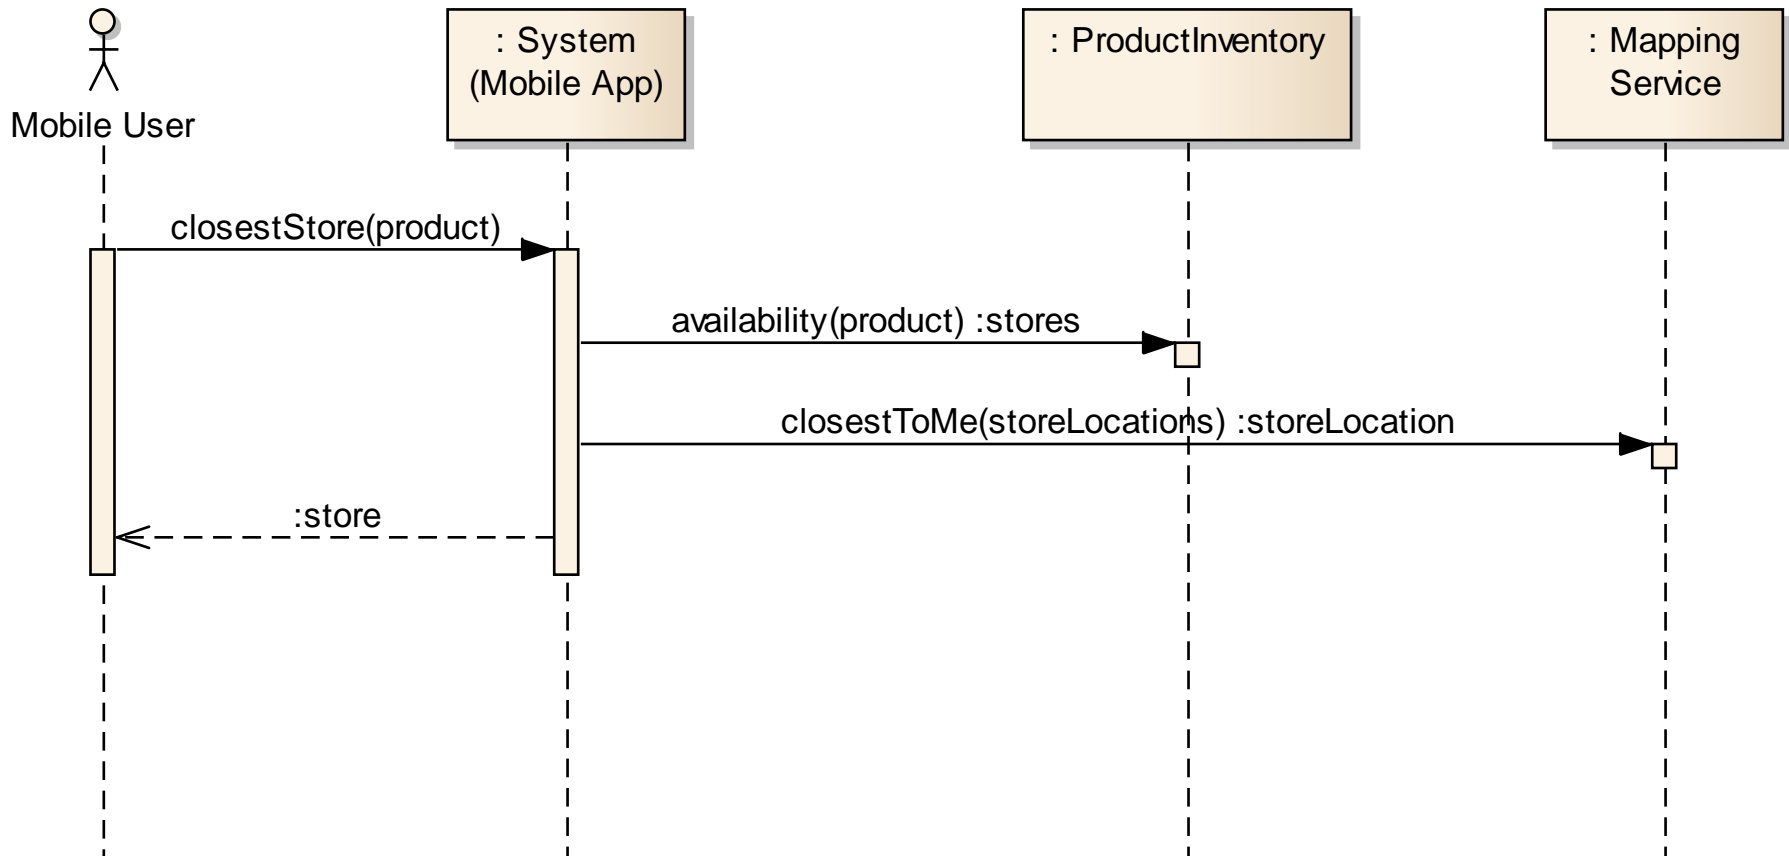 : System
(Mobile App)
: ProductInventory
: Mapping
Service
Mobile User
closestStore(product)
availability(product) :stores
closestToMe(storeLocations) :storeLocation
:store